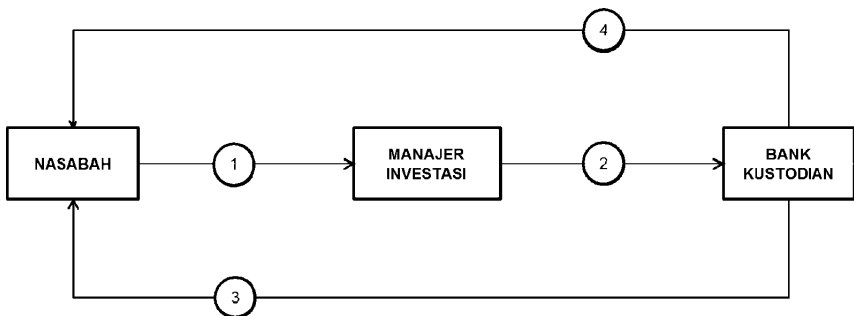 4
NASABAH
1
MANAJER
INVESTASI
2
BANK
KUSTODIAN
3